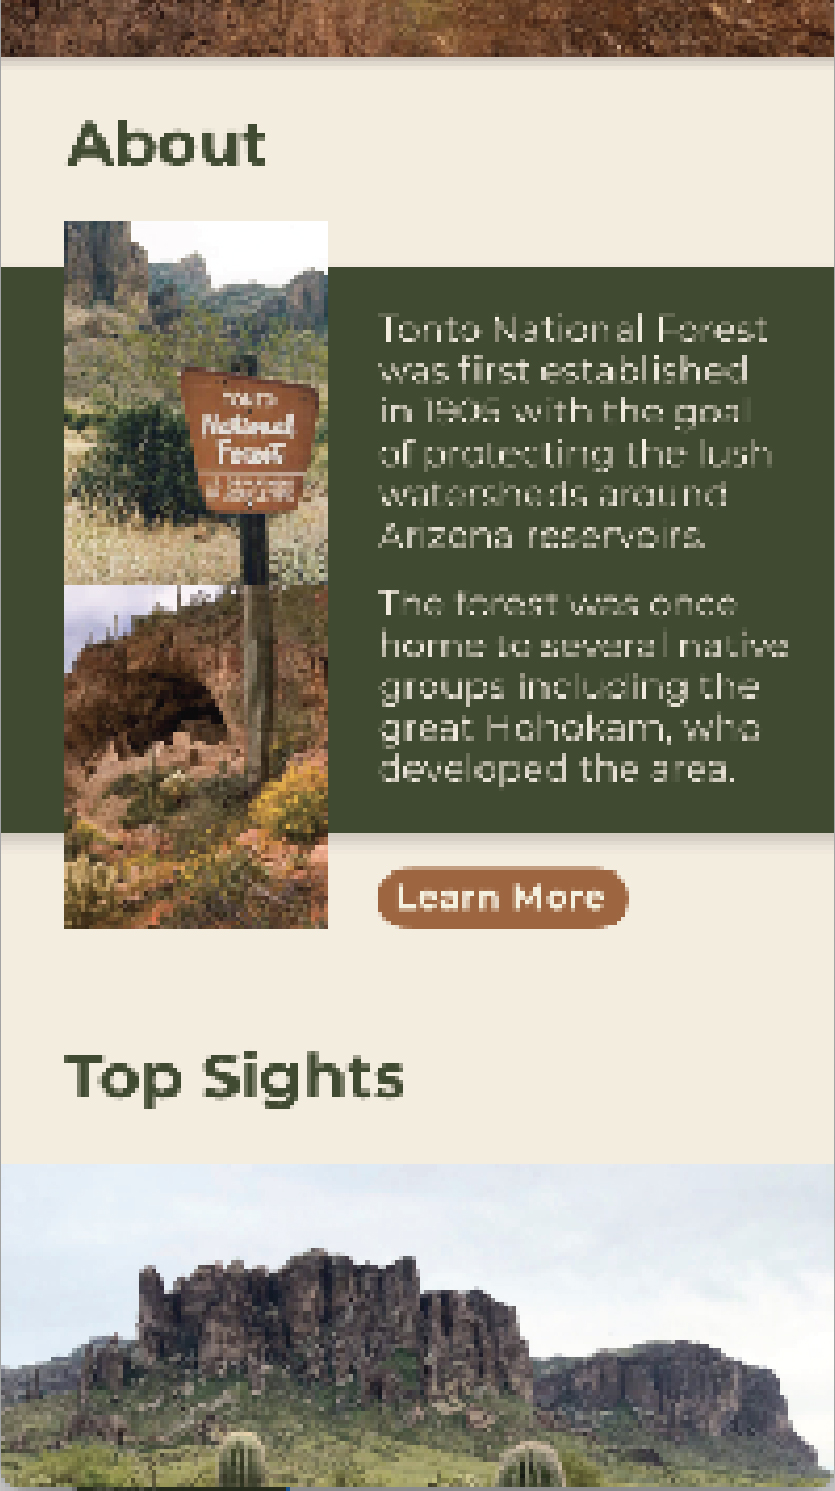 About
TONTO
National
Forest
Tonto National Forest
was first established
in 1905 with the goal
of protecting the lush
watersheds around
Arizona reservoirs.
The forest was once
home to several native
groups including the
great Hohokam, who
developed the area.
Learn More
Top Sights